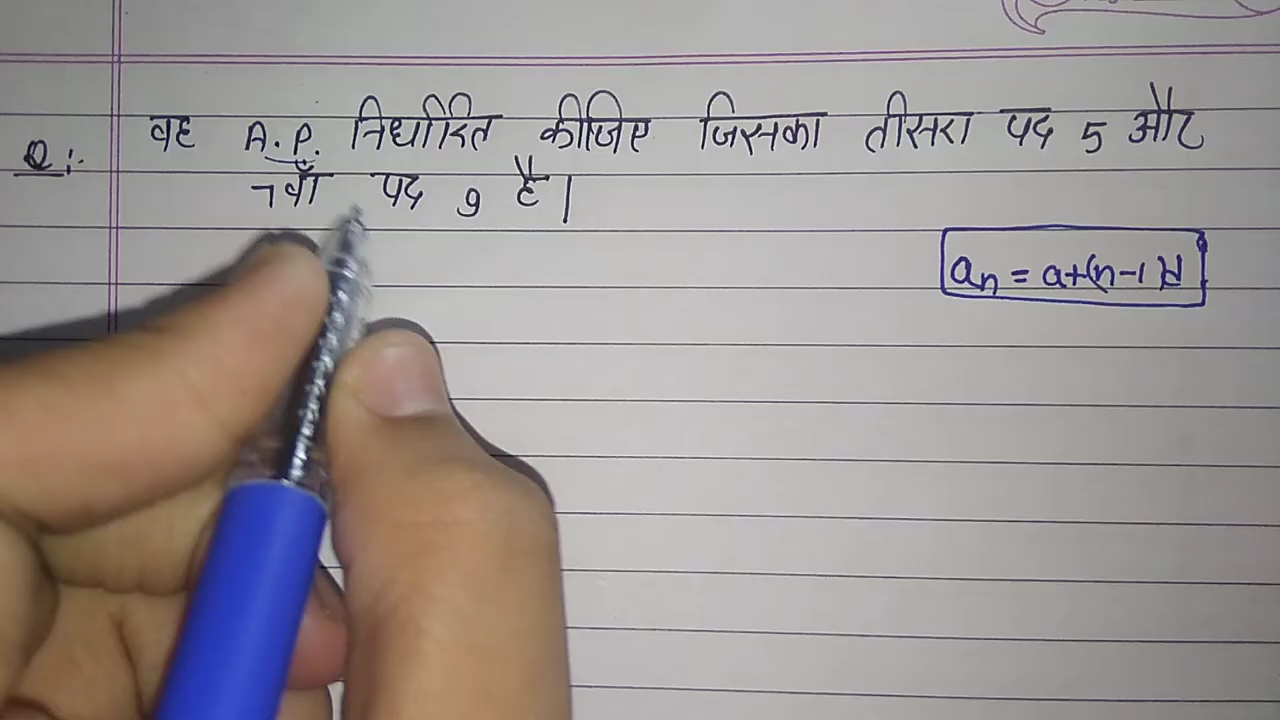 Q:- वह A.P. निर्धारित कीजिए जिसका तीसरा पद 5 और
7वाँ पद 9 है।
an = a+(n-1)d